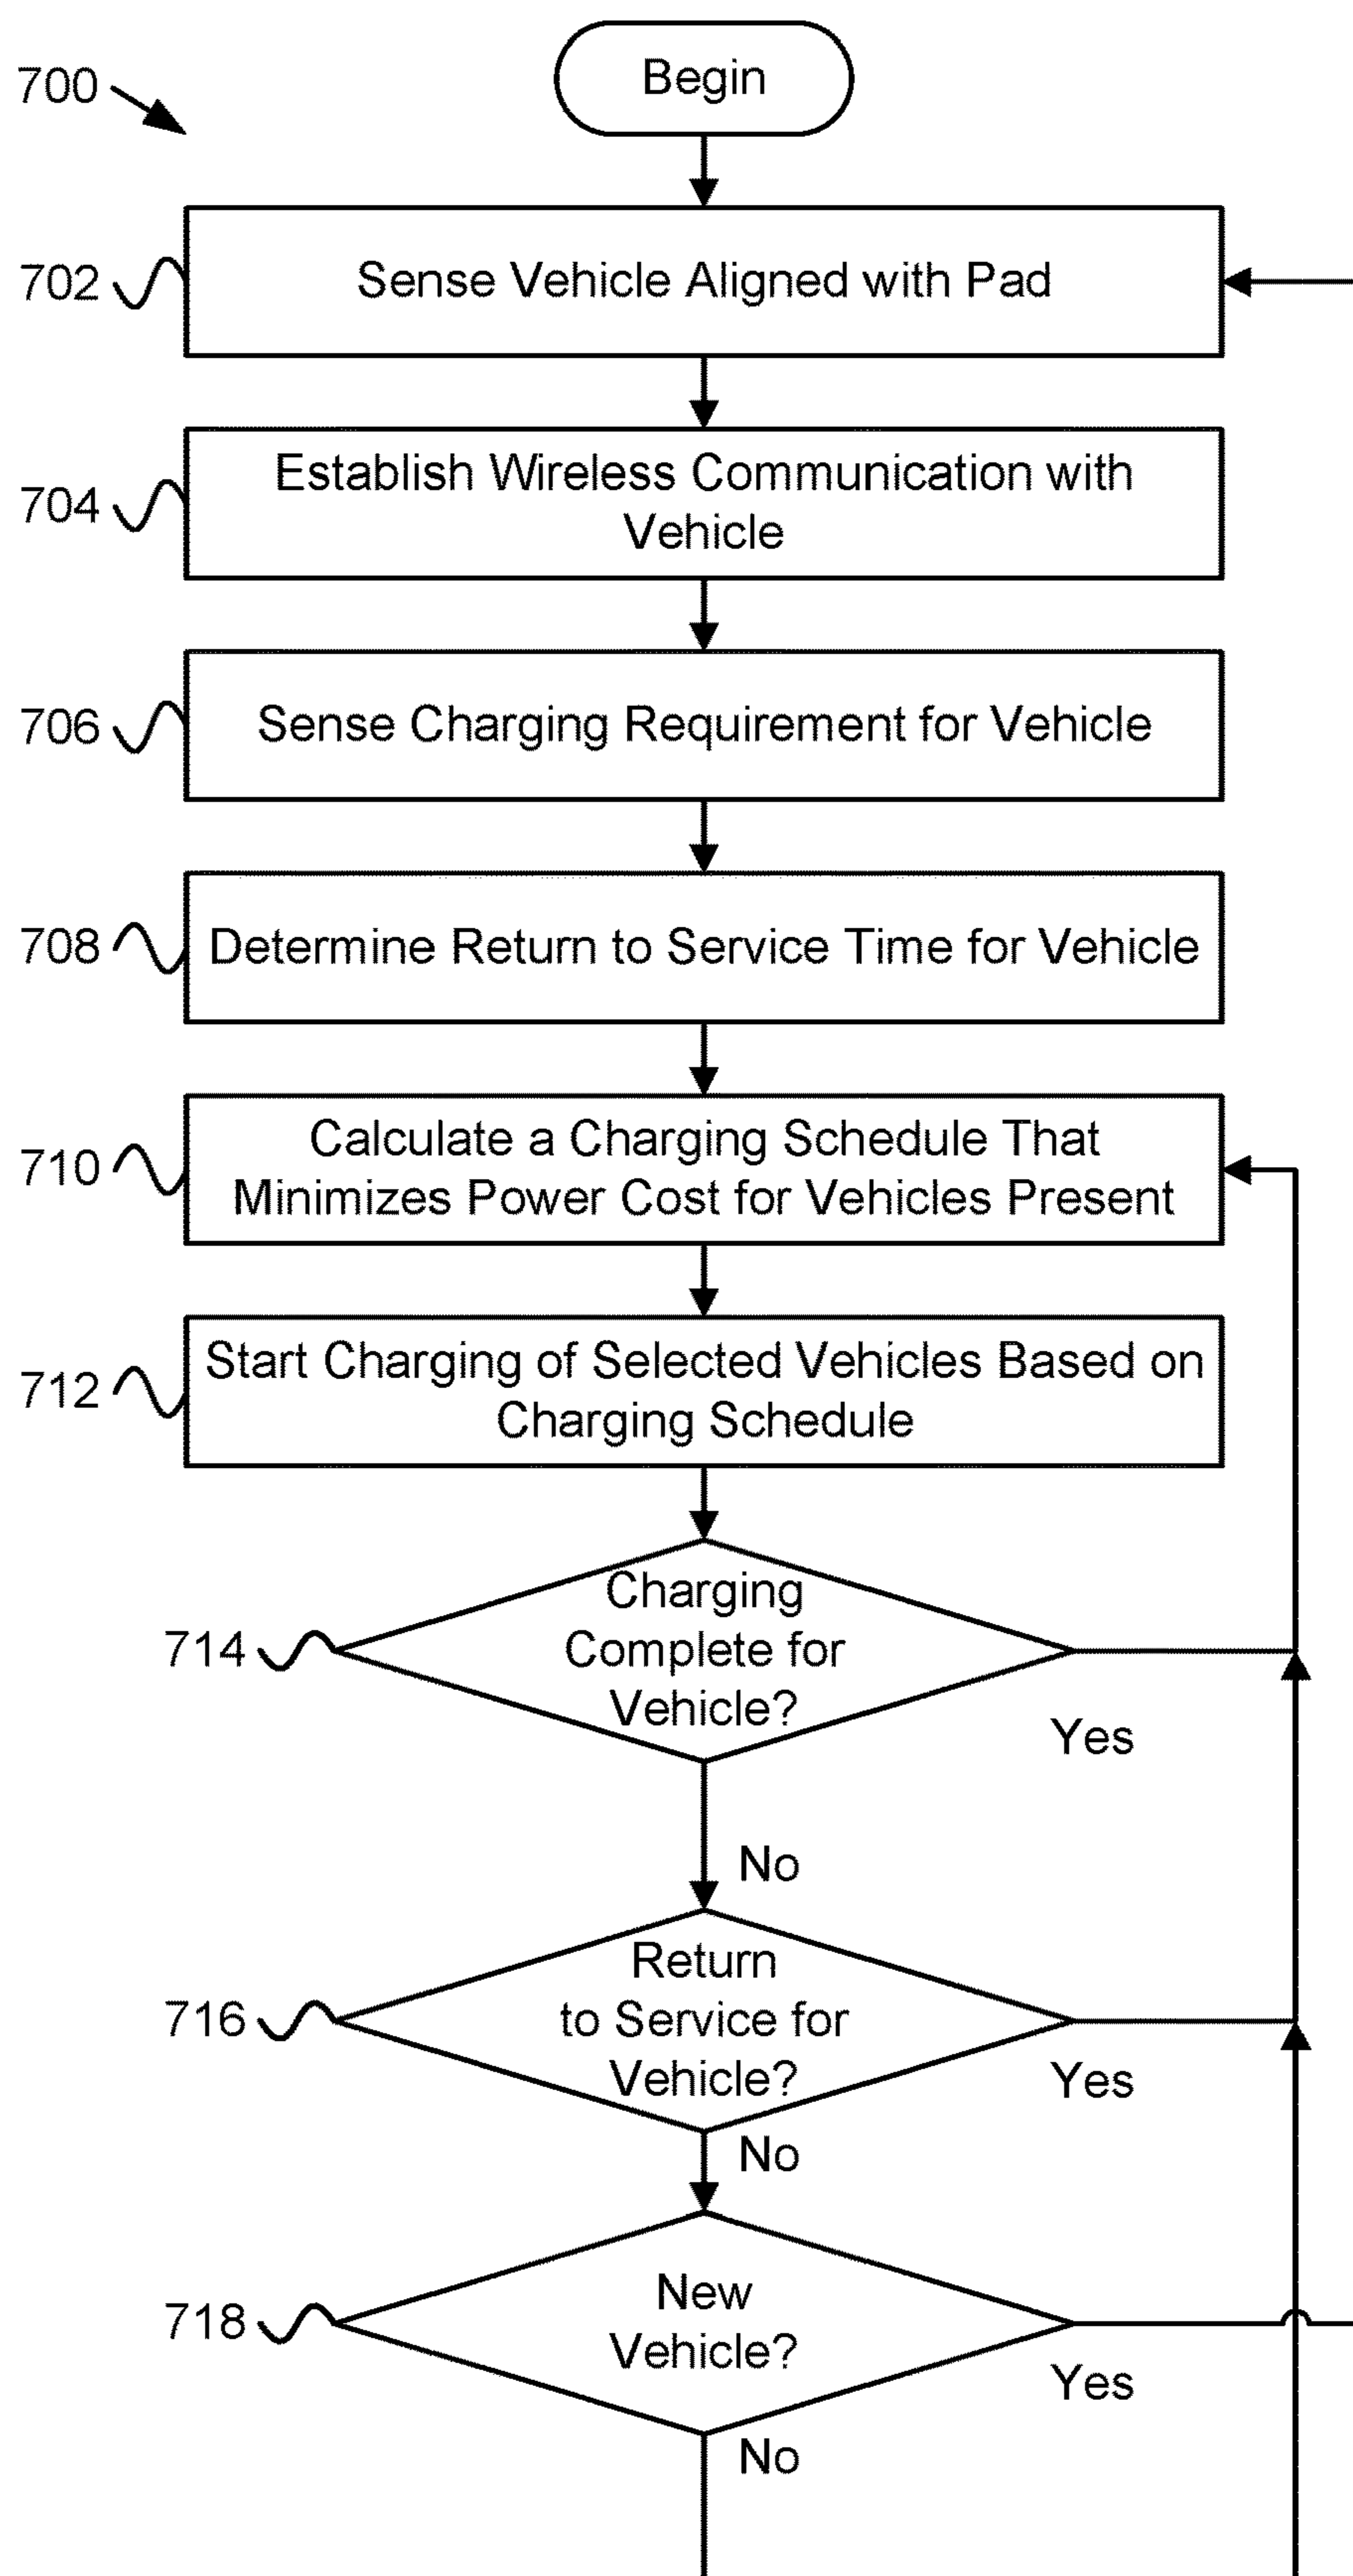 700
Begin
702
Sense Vehicle Aligned with Pad
704
Establish Wireless Communication with
Vehicle
706
Sense Charging Requirement for Vehicle
708
Determine Return to Service Time for Vehicle
710
Calculate a Charging Schedule That
Minimizes Power Cost for Vehicles Present
712
Start Charging of Selected Vehicles Based on
Charging Schedule
714
Charging
Complete for
Vehicle?
Yes
No
716
Return
to Service for
Vehicle?
Yes
No
718
New
Vehicle?
Yes
No